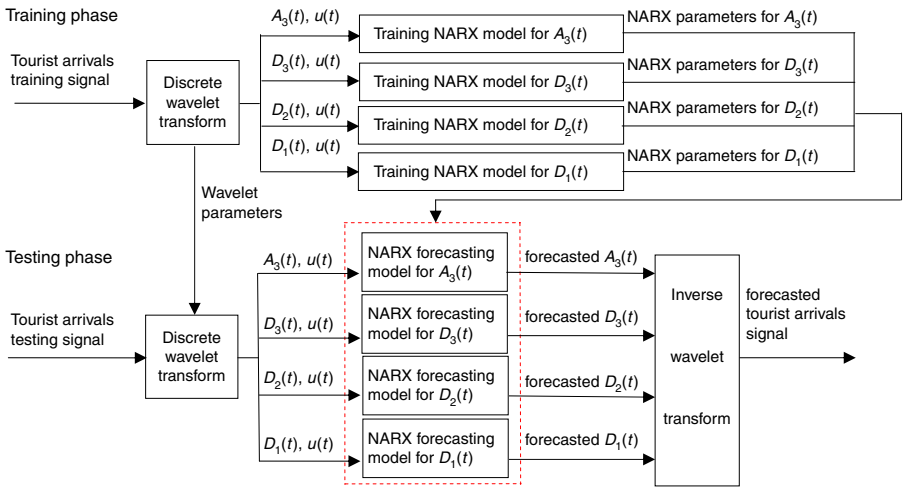 Training phase
Tourist arrivals
training signal
Discrete
wavelet
transform
A₃(t), u(t)
D₃(t), u(t)
D₂(t), u(t)
D₁(t), u(t)
Training NARX model for A₃(t)
Training NARX model for D₃(t)
Training NARX model for D₂(t)
Training NARX model for D₁(t)
NARX parameters for A₃(t)
NARX parameters for D₃(t)
NARX parameters for D₂(t)
NARX parameters for D₁(t)
Wavelet
parameters
Testing phase
Tourist arrivals
testing signal
Discrete
wavelet
transform
A₃(t), u(t)
D₃(t), u(t)
D₂(t), u(t)
D₁(t), u(t)
NARX forecasting
model for A₃(t)
NARX forecasting
model for D₃(t)
NARX forecasting
model for D₂(t)
NARX forecasting
model for D₁(t)
forecasted A₃(t)
forecasted D₃(t)
forecasted D₂(t)
forecasted D₁(t)
Inverse
wavelet
transform
forecasted
tourist arrivals
signal